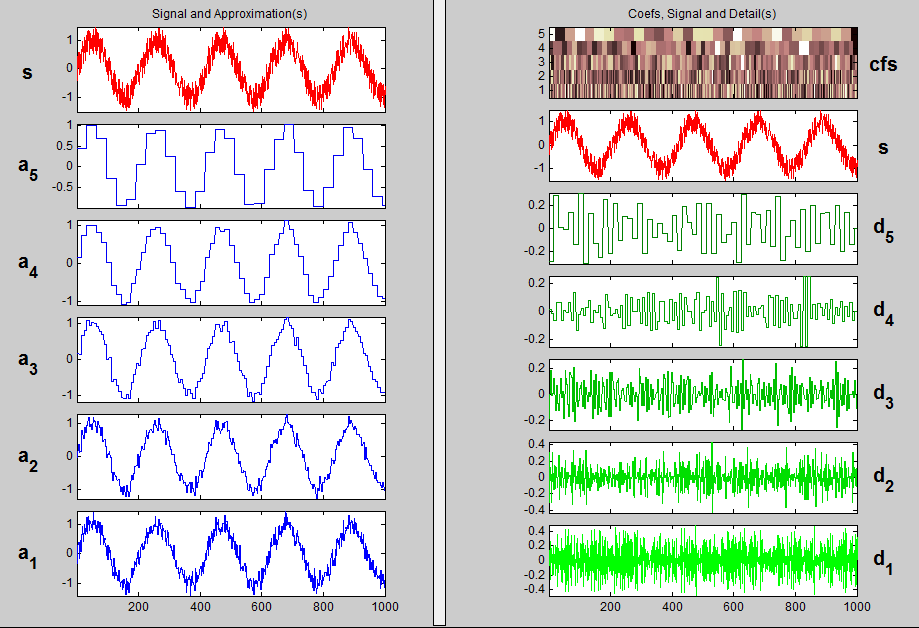 Signal and Approximation(s)
s
1
0
-1
a5
1
0.5
0
-0.5
a4
1
0
-1
a3
1
0
-1
a2
1
0
-1
a1
1
0
-1
200 400 600 800 1000
Coefs, Signal and Detail(s)
5
4
3
2
1
cfs
1
0
-1
s
0.2
0
-0.2
d5
0.2
0
-0.2
d4
0.2
0
-0.2
d3
0.4
0.2
0
-0.2
-0.4
d2
0.4
0.2
0
-0.2
-0.4
d1
200 400 600 800 1000